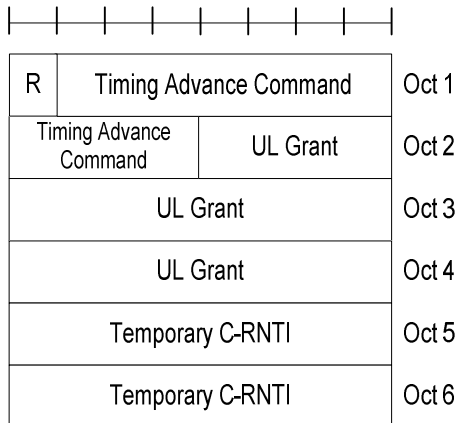 R Timing Advance Command Oct 1
Timing Advance
Command UL Grant Oct 2
UL Grant Oct 3
UL Grant Oct 4
Temporary C-RNTI Oct 5
Temporary C-RNTI Oct 6